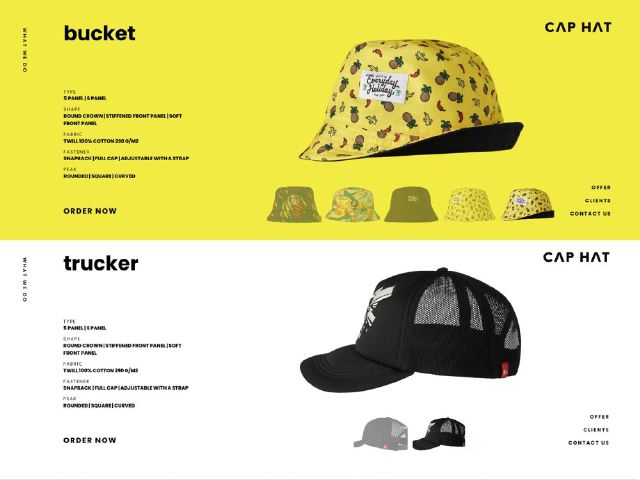 WHAT WE DO
bucket
CAP HAT
TYPE
5 PANEL | 6 PANEL
SHAPE
ROUND CROWN | STIFFENED FRONT PANEL | SOFT
FRONT PANEL
FABRIC
TWILL 100% COTTON 290 G/M2
FASTENER
SNAPBACK | FULL CAP | ADJUSTABLE WITH A STRAP
PEAK
ROUNDED | SQUARE | CURVED
Everyday
Holiday
ORDER NOW
OFFER
CLIENTS
CONTACT US
WHAT WE DO
trucker
CAP HAT
TYPE
5 PANEL | 6 PANEL
SHAPE
ROUND CROWN | STIFFENED FRONT PANEL | SOFT
FRONT PANEL
FABRIC
TWILL 100% COTTON 290 G/M2
FASTENER
SNAPBACK | FULL CAP | ADJUSTABLE WITH A STRAP
PEAK
ROUNDED | SQUARE | CURVED
ORDER NOW
OFFER
CLIENTS
CONTACT US